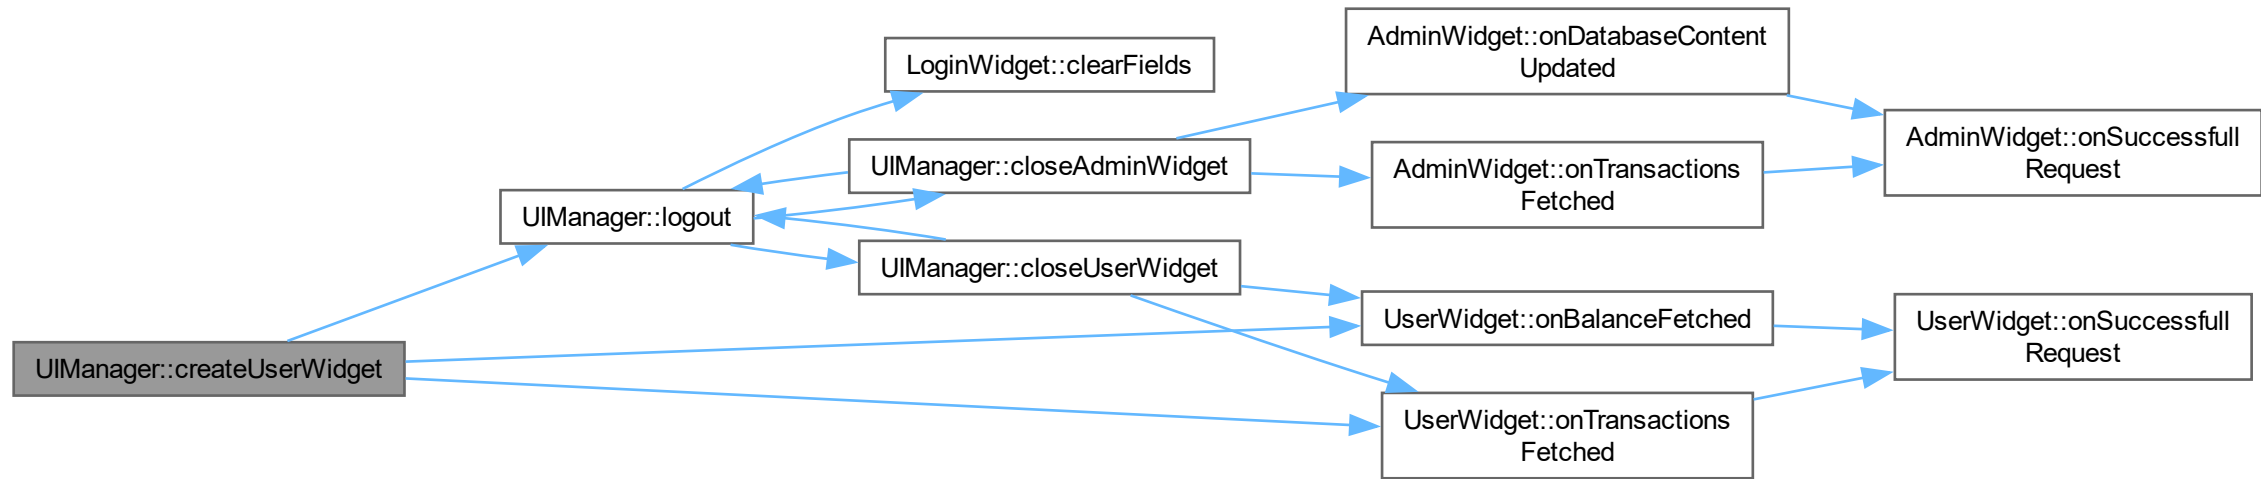 AdminWidget::onDatabaseContent
Updated
LoginWidget::clearFields
AdminWidget::onSuccessfull
Request
UIManager::closeAdminWidget
AdminWidget::onTransactions
Fetched
UIManager::logout
UIManager::closeUserWidget
UserWidget::onBalanceFetched
UserWidget::onSuccessfull
Request
UIManager::createUserWidget
UserWidget::onTransactions
Fetched